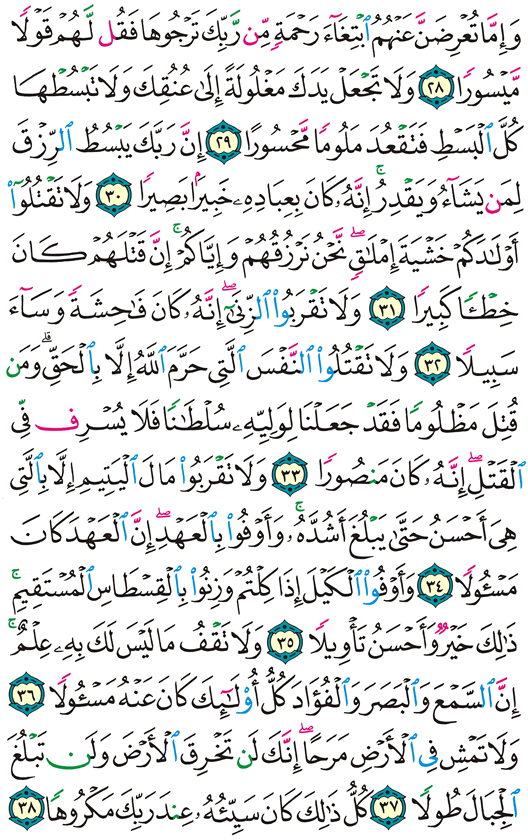 وَإِمَّا تُعْرِضَنَّ عَنْهُمُ ٱبْتِغَآءَ رَحْمَةٍ مِّن رَّبِّكَ تَرْجُوهَا فَقُل لَّهُمْ قَوْلًا
مَّيْسُورًا ٢٨ وَلَا تَجْعَلْ يَدَكَ مَغْلُولَةً إِلَىٰ عُنُقِكَ وَلَا تَبْسُطْهَا
كُلَّ ٱلْبَسْطِ فَتَقْعُدَ مَلُومًا مَّحْسُورًا ٢٩ إِنَّ رَبَّكَ يَبْسُطُ ٱلرِّزْقَ
لِمَن يَشَآءُ وَيَقْدِرُ ۚ إِنَّهُۥ كَانَ بِعِبَادِهِۦ خَبِيرًۢا بَصِيرًا ٣٠ وَلَا تَقْتُلُوٓا۟
أَوْلَٰدَكُمْ خَشْيَةَ إِمْلَٰقٍ ۖ نَّحْنُ نَرْزُقُهُمْ وَإِيَّاكُمْ ۚ إِنَّ قَتْلَهُمْ كَانَ
خِطْـًٔا كَبِيرًا ٣١ وَلَا تَقْرَبُوا۟ ٱلزِّنَىٰٓ ۖ إِنَّهُۥ كَانَ فَٰحِشَةً وَسَآءَ
سَبِيلًا ٣٢ وَلَا تَقْتُلُوا۟ ٱلنَّفْسَ ٱلَّتِى حَرَّمَ ٱللَّهُ إِلَّا بِٱلْحَقِّ ۗ وَمَن
قُتِلَ مَظْلُومًا فَقَدْ جَعَلْنَا لِوَلِيِّهِۦ سُلْطَٰنًا فَلَا يُسْرِف فِّى
ٱلْقَتْلِ ۖ إِنَّهُۥ كَانَ مَنصُورًا ٣٣ وَلَا تَقْرَبُوا۟ مَالَ ٱلْيَتِيمِ إِلَّا بِٱلَّتِى
هِىَ أَحْسَنُ حَتَّىٰ يَبْلُغَ أَشُدَّهُۥ ۚ وَأَوْفُوا۟ بِٱلْعَهْدِ ۖ إِنَّ ٱلْعَهْدَ كَانَ
مَسْـُٔولًا ٣٤ وَأَوْفُوا۟ ٱلْكَيْلَ إِذَا كِلْتُمْ وَزِنُوا۟ بِٱلْقِسْطَاسِ ٱلْمُسْتَقِيمِ ۚ
ذَٰلِكَ خَيْرٌ وَأَحْسَنُ تَأْوِيلًا ٣٥ وَلَا تَقْفُ مَا لَيْسَ لَكَ بِهِۦ عِلْمٌ ۚ
إِنَّ ٱلسَّمْعَ وَٱلْبَصَرَ وَٱلْفُؤَادَ كُلُّ أُو۟لَٰٓئِكَ كَانَ عَنْهُ مَسْـُٔولًا ٣٦
وَلَا تَمْشِ فِى ٱلْأَرْضِ مَرَحًا ۖ إِنَّكَ لَن تَخْرِقَ ٱلْأَرْضَ وَلَن تَبْلُغَ
ٱلْجِبَالَ طُولًا ٣٧ كُلُّ ذَٰلِكَ كَانَ سَيِّئُهُۥ عِندَ رَبِّكَ مَكْرُوهًا ٣٨